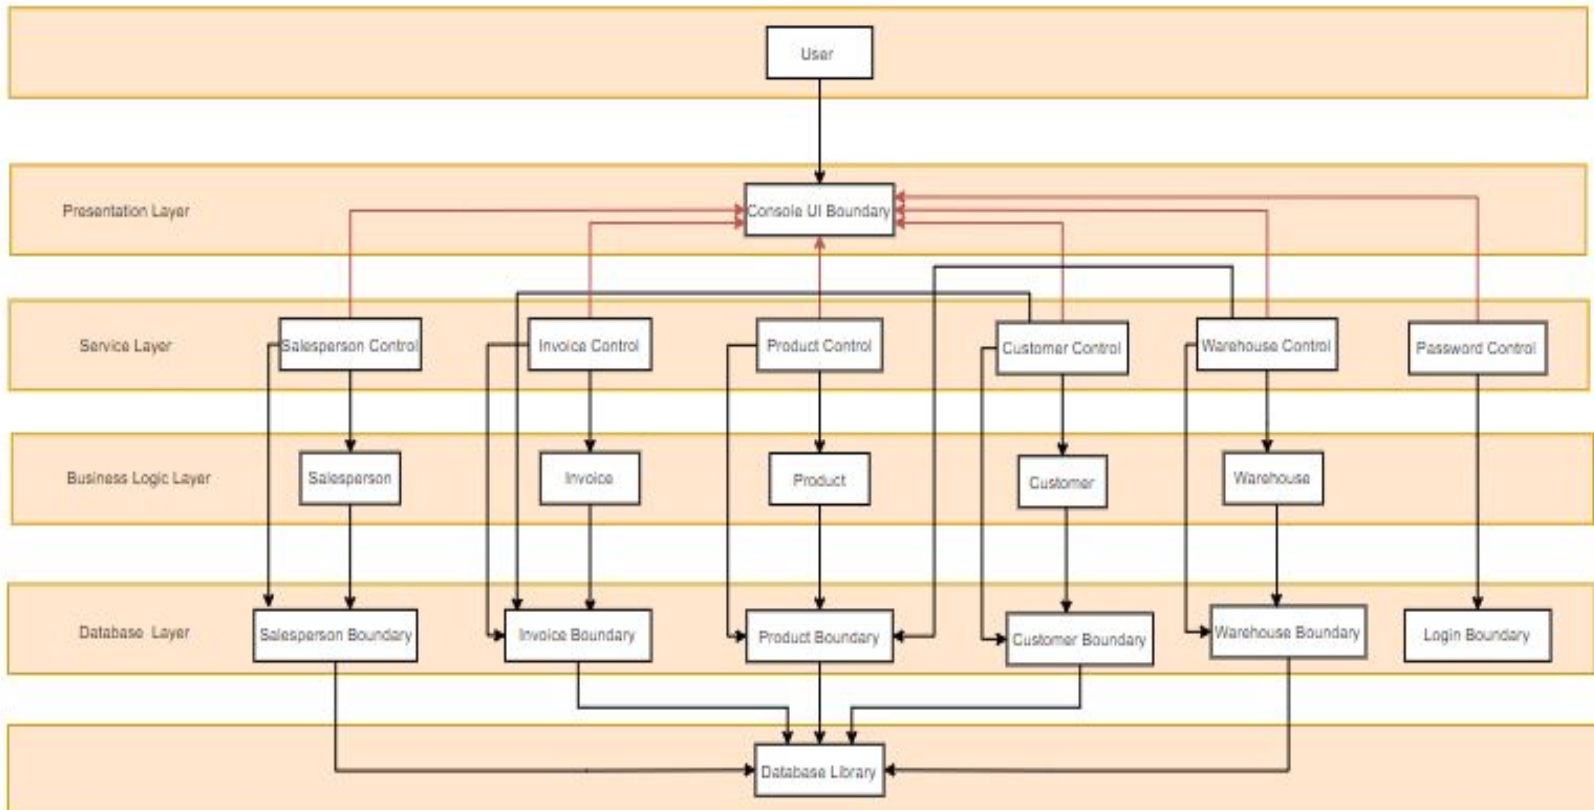 User
Presentation Layer
Console UI Boundary
Service Layer
Salesperson Control
Invoice Control
Product Control
Customer Control
Warehouse Control
Password Control
Business Logic Layer
Salesperson
Invoice
Product
Customer
Warehouse
Database Layer
Salesperson Boundary
Invoice Boundary
Product Boundary
Customer Boundary
Warehouse Boundary
Login Boundary
Database Library